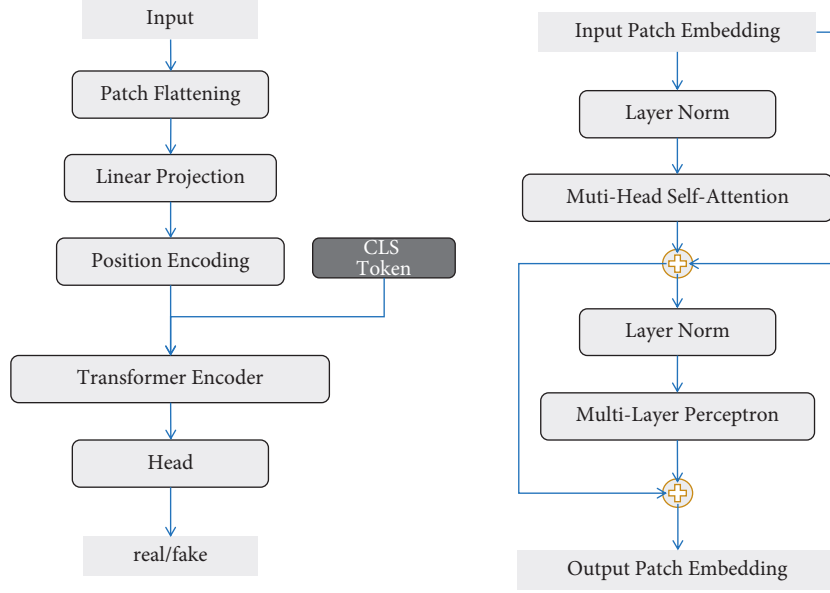 Input
Patch Flattening
Linear Projection
Position Encoding
CLS
Token
Transformer Encoder
Head
real/fake
Input Patch Embedding
Layer Norm
Muti-Head Self-Attention
Layer Norm
Multi-Layer Perceptron
Output Patch Embedding